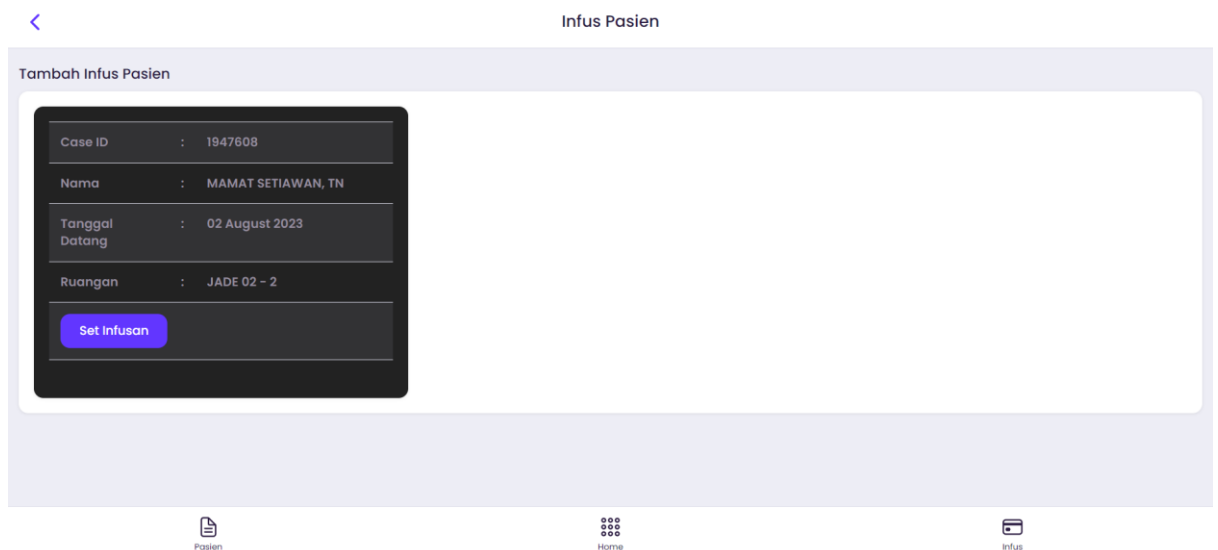 Infus Pasien
Tambah Infus Pasien
Case ID : 1947608
Nama : MAMAT SETIAWAN, TN
Tanggal Datang : 02 August 2023
Ruangan : JADE 02 - 2
Set Infusan
Pasien Home Infus